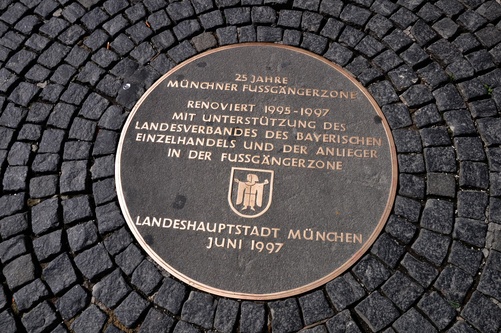 25 JAHRE
MÜNCHNER FUSSGÄNGERZONE
RENOVIERT 1995-1997
MIT UNTERSTÜTZUNG DES
LANDESVERBANDES DES BAYERISCHEN
EINZELHANDELS UND DER ANLIEGER
IN DER FUSSGÄNGERZONE
LANDESHAUPTSTADT MÜNCHEN
JUNI 1997